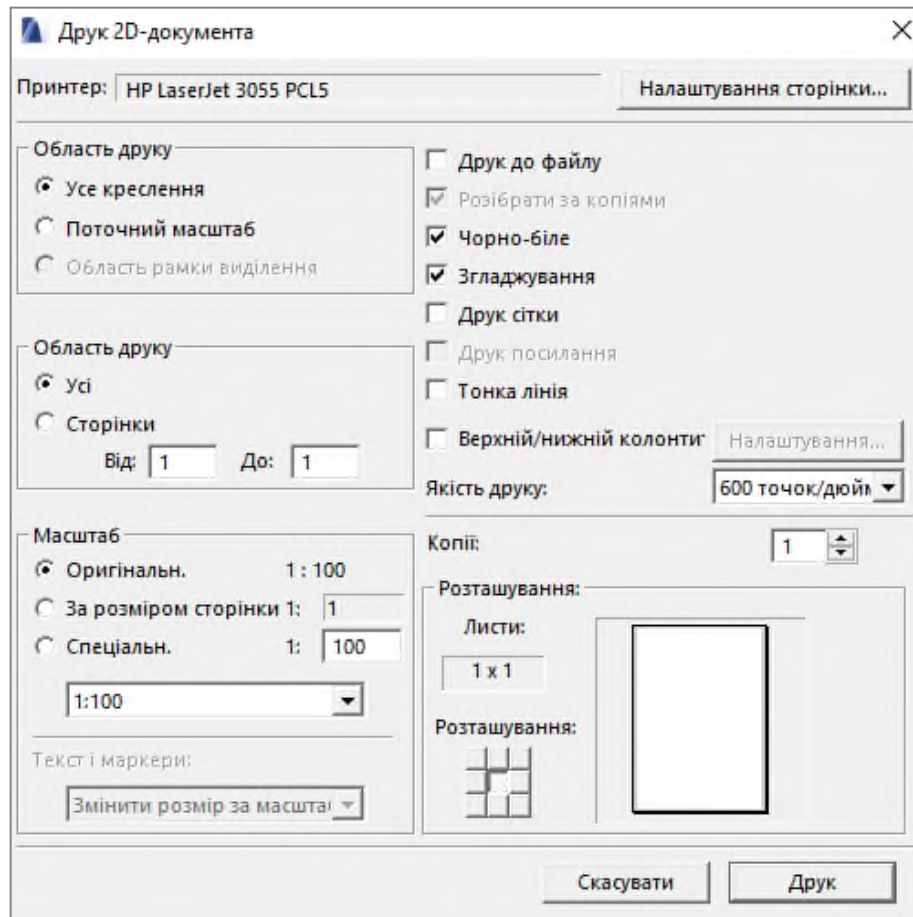 Друк 2D-документа
Принтер: HP LaserJet 3055 PCL5 Налаштування сторінки...
Область друку
Усе креслення
Поточний масштаб
Область рамки виділення
Область друку
Усі
Сторінки
Від: 1 До: 1
Масштаб
Оригінальн. 1 : 100
За розміром сторінки 1: 1
Спеціальн. 1: 100
1:100
Текст і маркери:
Змінити розмір за масшта
Друк до файлу
Розібрати за копіями
Чорно-біле
Згладжування
Друк сітки
Друк посилання
Тонка лінія
Верхній/нижній колонтит Налаштування...
Якість друку: 600 точок/дюйм
Копії: 1
Розташування:
Листи:
1 x 1
Розташування:
Скасувати Друк